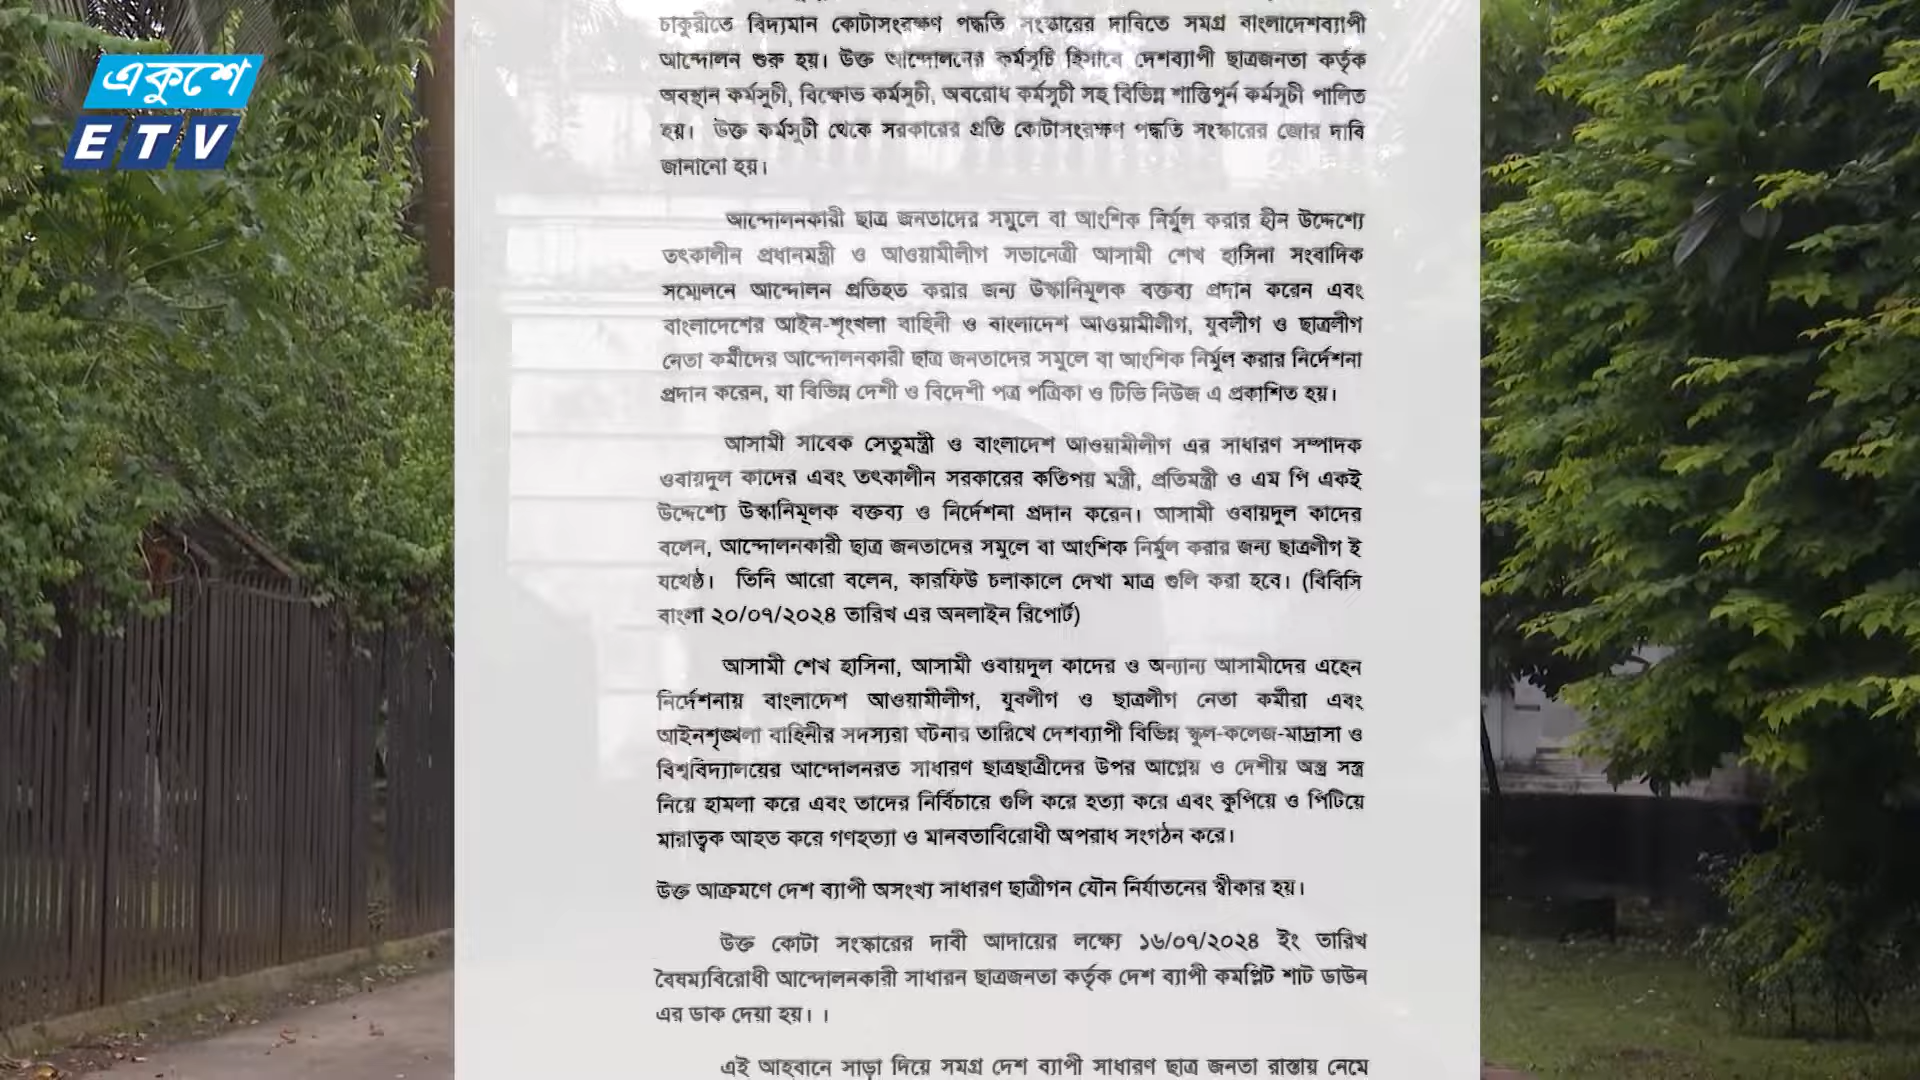 একুশে
ETV
চাকুরীতে বিদ্যমান কোটাসংরক্ষণ পদ্ধতি সংস্কারের দাবিতে সমগ্র বাংলাদেশব্যাপী
আন্দোলন শুরু হয়। উক্ত আন্দোলনের কর্মসুচি হিসাবে দেশব্যাপী ছাত্রজনতা কর্তৃক
অবস্থান কর্মসুচী, বিক্ষোভ কর্মসূচী, অবরোধ কর্মসূচী সহ বিভিন্ন শান্তিপূর্ন কর্মসূচী পালিত
হয়। উক্ত কর্মসুচী থেকে সরকারের প্রতি কোটাসংরক্ষণ পদ্ধতি সংস্কারের জোর দাবি
জানানো হয়।
আন্দোলনকারী ছাত্র জনতাদের সমুলে বা আংশিক নির্মুল করার হীন উদ্দেশ্যে
তৎকালীন প্রধানমন্ত্রী ও আওয়ামীলীগ সভানেত্রী আসামী শেখ হাসিনা সংবাদিক
সম্মেলনে আন্দোলন প্রতিহত করার জন্য উস্কানিমূলক বক্তব্য প্রদান করেন এবং
বাংলাদেশের আইন-শৃংখলা বাহিনী ও বাংলাদেশ আওয়ামীলীগ, যুবলীগ ও ছাত্রলীগ
নেতা কর্মীদের আন্দোলনকারী ছাত্র জনতাদের সমুলে বা আংশিক নির্মুল করার নির্দেশনা
প্রদান করেন, যা বিভিন্ন দেশী ও বিদেশী পত্র পত্রিকা ও টিভি নিউজ এ প্রকাশিত হয়।
আসামী সাবেক সেতুমন্ত্রী ও বাংলাদেশ আওয়ামীলীগ এর সাধারণ সম্পাদক
ওবায়দুল কাদের এবং তৎকালীন সরকারের কতিপয় মন্ত্রী, প্রতিমন্ত্রী ও এম পি একই
উদ্দেশ্যে উস্কানিমূলক বক্তব্য ও নির্দেশনা প্রদান করেন। আসামী ওবায়দুল কাদের
বলেন, আন্দোলনকারী ছাত্র জনতাদের সমুলে বা আংশিক নির্মুল করার জন্য ছাত্রলীগ ই
যথেষ্ঠ। তিনি আরো বলেন, কারফিউ চলাকালে দেখা মাত্র গুলি করা হবে। (বিবিসি
বাংলা ২০/০৭/২০২৪ তারিখ এর অনলাইন রিপোর্ট)
আসামী শেখ হাসিনা, আসামী ওবায়দুল কাদের ও অন্যান্য আসামীদের এহেন
নির্দেশনায় বাংলাদেশ আওয়ামীলীগ, যুবলীগ ও ছাত্রলীগ নেতা কর্মীরা এবং
আইনশৃঙ্খলা বাহিনীর সদস্যরা ঘটনার তারিখে দেশব্যাপী বিভিন্ন স্কুল-কলেজ-মাদ্রাসা ও
বিশ্ববিদ্যালয়ের আন্দোলনরত সাধারণ ছাত্রছাত্রীদের উপর আগ্নেয় ও দেশীয় অস্ত্র সস্ত্র
নিয়ে হামলা করে এবং তাদের নির্বিচারে গুলি করে হত্যা করে এবং কুপিয়ে ও পিটিয়ে
মারাত্বক আহত করে গণহত্যা ও মানবতাবিরোধী অপরাধ সংগঠন করে।
উক্ত আক্রমণে দেশ ব্যাপী অসংখ্য সাধারণ ছাত্রীগন যৌন নির্যাতনের স্বীকার হয়।
উক্ত কোটা সংস্কারের দাবী আদায়ের লক্ষ্যে ১৬/০৭/২০২৪ ইং তারিখ
বৈষম্যবিরোধী আন্দোলনকারী সাধারন ছাত্রজনতা কর্তৃক দেশ ব্যাপী কমপ্লিট শাট ডাউন
এর ডাক দেয়া হয়। ।
এই আহবানে সাড়া দিয়ে সমগ্র দেশ ব্যাপী সাধারণ ছাত্র জনতা রাস্তায় নেমে